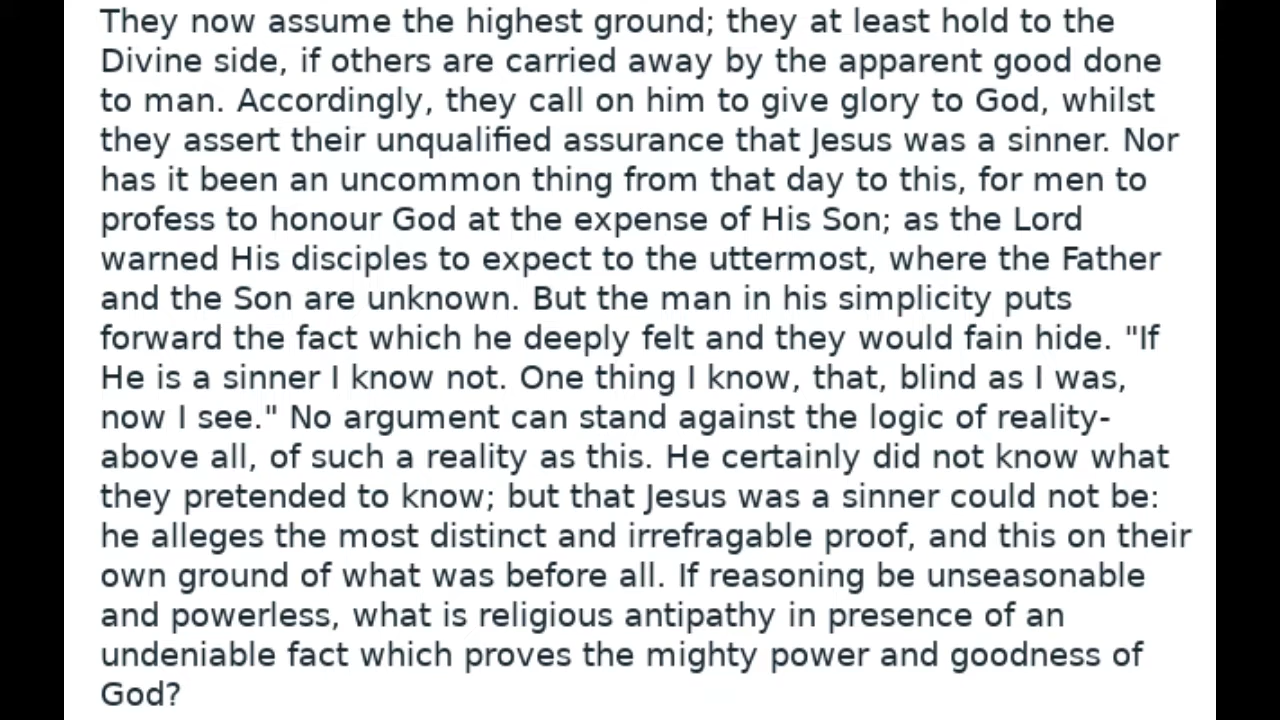 They now assume the highest ground; they at least hold to the
Divine side, if others are carried away by the apparent good done
to man. Accordingly, they call on him to give glory to God, whilst
they assert their unqualified assurance that Jesus was a sinner. Nor
has it been an uncommon thing from that day to this, for men to
profess to honour God at the expense of His Son; as the Lord
warned His disciples to expect to the uttermost, where the Father
and the Son are unknown. But the man in his simplicity puts
forward the fact which he deeply felt and they would fain hide. "If
He is a sinner I know not. One thing I know, that, blind as I was,
now I see." No argument can stand against the logic of reality-
above all, of such a reality as this. He certainly did not know what
they pretended to know; but that Jesus was a sinner could not be:
he alleges the most distinct and irrefragable proof, and this on their
own ground of what was before all. If reasoning be unseasonable
and powerless, what is religious antipathy in presence of an
undeniable fact which proves the mighty power and goodness of
God?